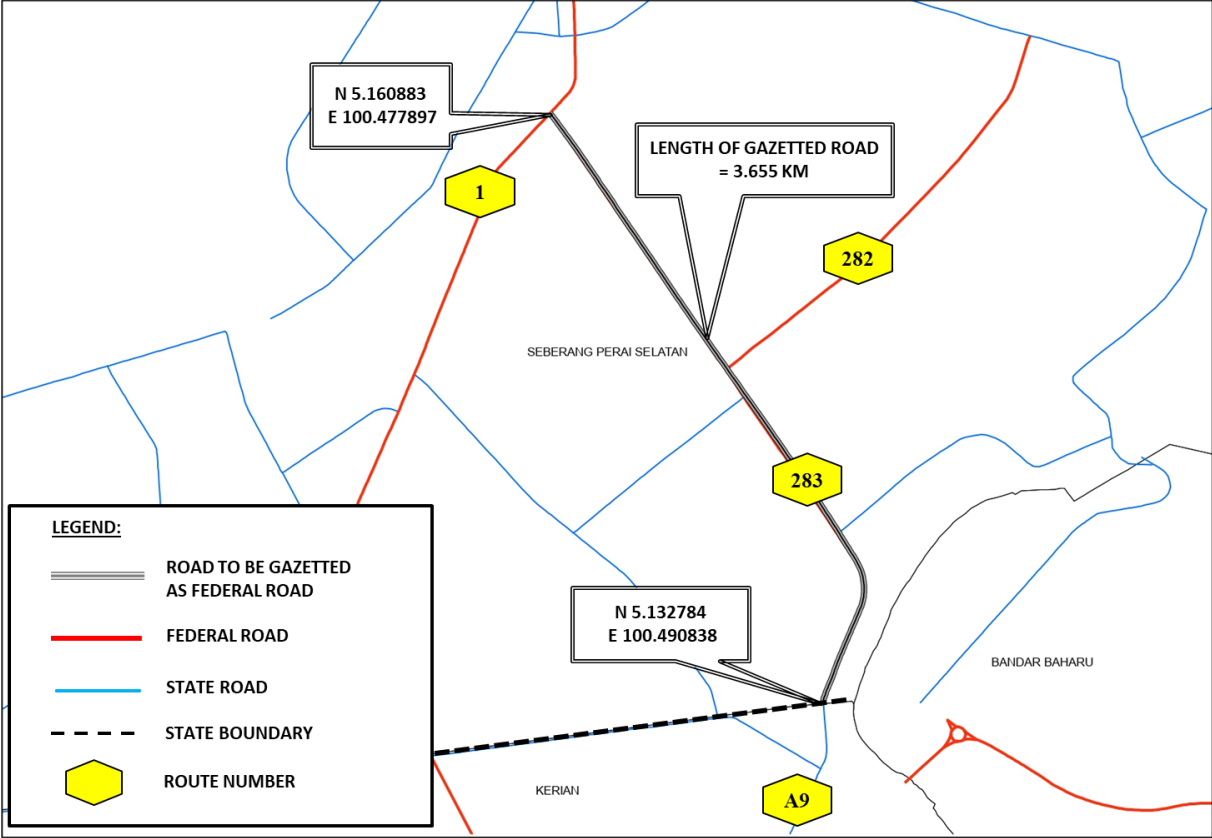 N 5.160883
E 100.477897
LENGTH OF GAZETTED ROAD
= 3.655 KM
1
282
SEBERANG PERAI SELATAN
283
LEGEND:
ROAD TO BE GAZETTED
AS FEDERAL ROAD
FEDERAL ROAD
STATE ROAD
STATE BOUNDARY
ROUTE NUMBER
N 5.132784
E 100.490838
BANDAR BAHARU
KERIAN
A9